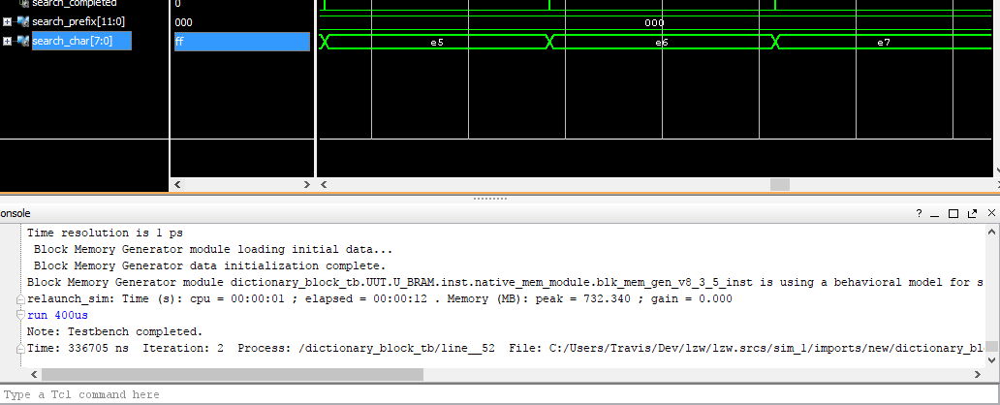 search_completed 0
search_prefix[11:0] 000 000
search_char[7:0] ff e5 e6 e7
onsole
Time resolution is 1 ps
Block Memory Generator module loading initial data...
Block Memory Generator data initialization complete.
Block Memory Generator module dictionary_block_tb.UUT.U_BRAM.inst.native_mem_module.blk_mem_gen_v8_3_5_inst is using a behavioral model for s
relaunch_sim: Time (s): cpu = 00:00:01 ; elapsed = 00:00:12 . Memory (MB): peak = 732.340 ; gain = 0.000
run 400us
Note: Testbench completed.
Time: 336705 ns  Iteration: 2  Process: /dictionary_block_tb/line__52  File: C:/Users/Travis/Dev/lzw/lzw.srcs/sim_1/imports/new/dictionary_bl
Type a Tcl command here